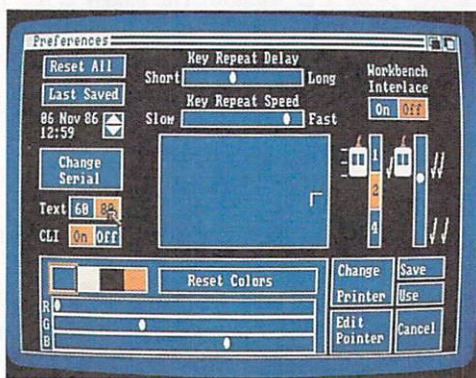 Preferences
Reset All
Last Saved
06 Nov 86
12:59
Change
Serial
Text 60 80
CLI On Off
Key Repeat Delay
Short Long
Key Repeat Speed
Slow Fast
Workbench
Interlace
On Off
1
2
4
Reset Colors
R
G
B
Change
Printer
Edit
Pointer
Save
Use
Cancel